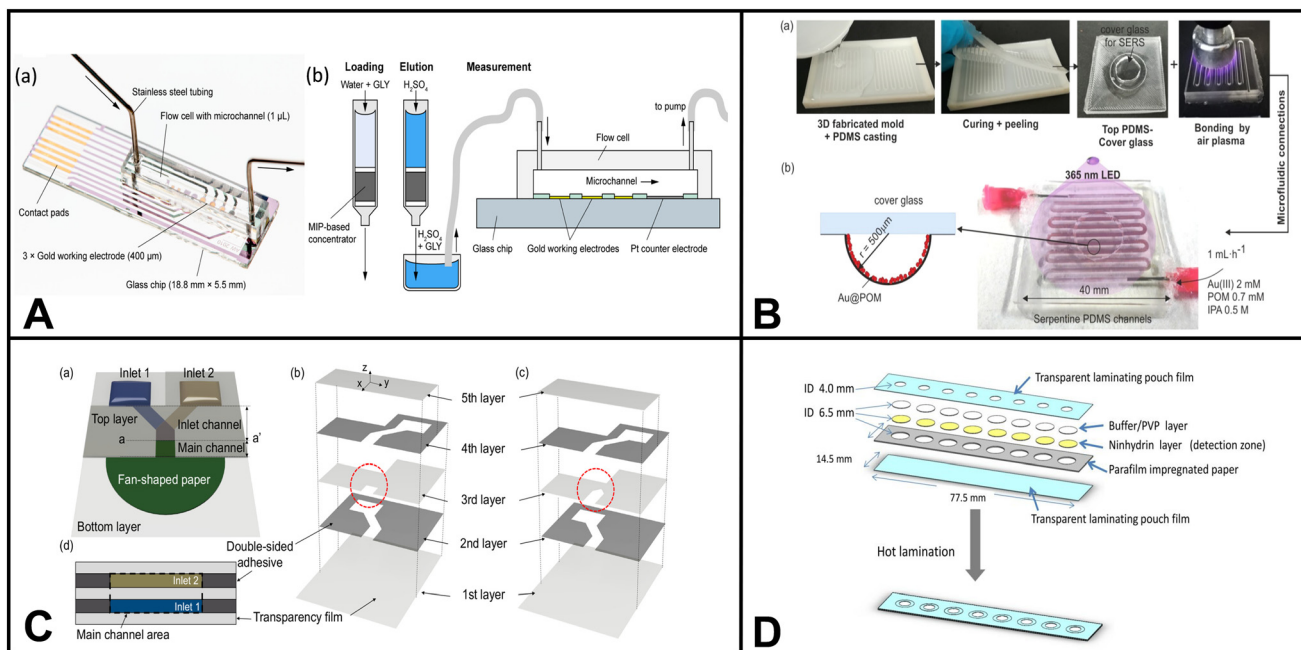 (a)
Stainless steel tubing
Flow cell with microchannel (1 µL)
Contact pads
3 × Gold working electrode (400 µm)
Glass chip (18.8 mm × 5.5 mm)
(b)
Loading
Water + GLY
Elution
H₂SO₄
MIP-based
concentrator
H₂SO₄
+ GLY
Measurement
to pump
Flow cell
Microchannel
Glass chip
Gold working electrodes
Pt counter electrode
A
(a)
3D fabricated mold
+ PDMS casting
Curing + peeling
cover glass
for SERS
Top PDMS-
Cover glass
+
Bonding by
air plasma
Microfluidic connections
(b)
cover glass
r = 500µm
Au@POM
365 nm LED
40 mm
Serpentine PDMS channels
1 mL·h⁻¹
Au(III) 2 mM
POM 0.7 mM
IPA 0.5 M
B
(a)
Inlet 1
Inlet 2
Top layer
Inlet channel
a
a'
Main channel
Fan-shaped paper
Bottom layer
(d)
Inlet 2
Inlet 1
Main channel area
Double-sided
adhesive
Transparency film
(b)
z
x
y
5th layer
4th layer
3rd layer
2nd layer
1st layer
(c)
C
ID 4.0 mm
ID 6.5 mm
14.5 mm
77.5 mm
Transparent laminating pouch film
Buffer/PVP layer
Ninhydrin layer (detection zone)
Parafilm impregnated paper
Transparent laminating pouch film
Hot lamination
D